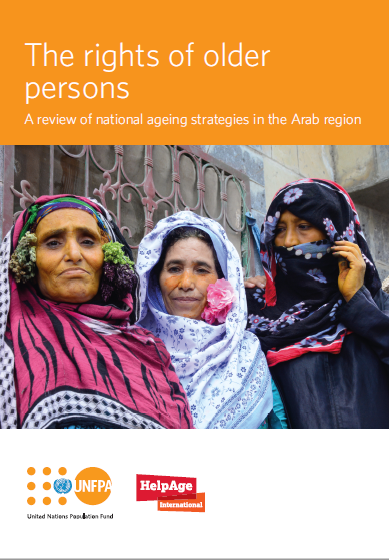 The rights of older
persons
A review of national ageing strategies in the Arab region
UNFPA
United Nations Population Fund
HelpAge
International